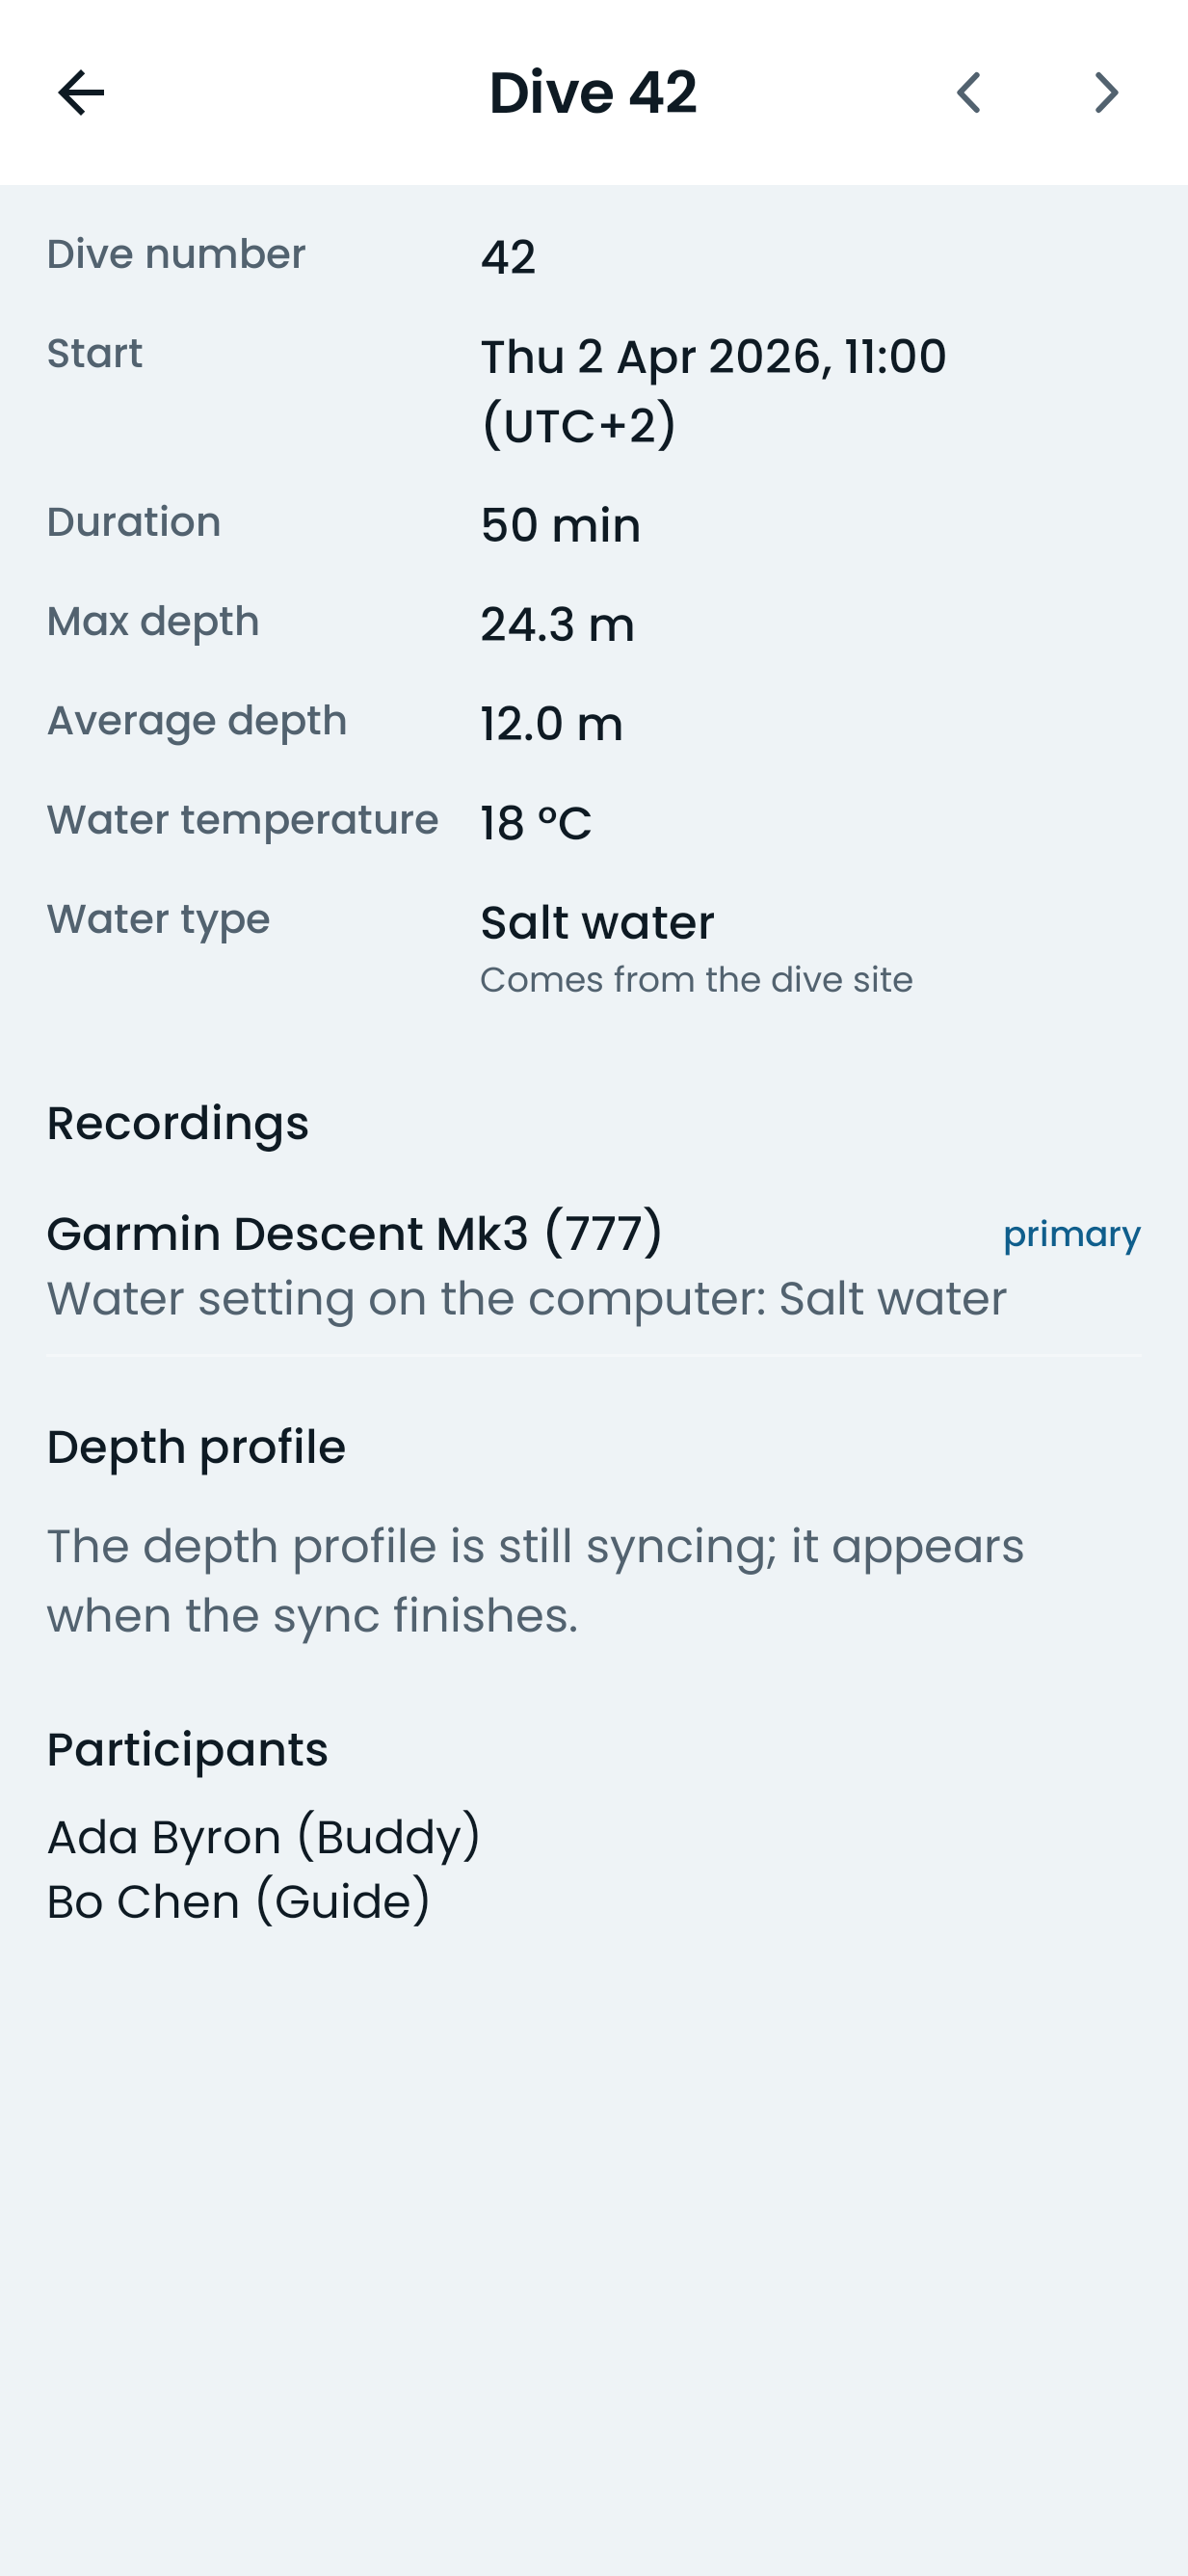 Dive 42
Dive number 42
Start Thu 2 Apr 2026, 11:00
(UTC+2)
Duration 50 min
Max depth 24.3 m
Average depth 12.0 m
Water temperature 18 °C
Water type Salt water
Comes from the dive site
Recordings
Garmin Descent Mk3 (777) primary
Water setting on the computer: Salt water
Depth profile
The depth profile is still syncing; it appears
when the sync finishes.
Participants
Ada Byron (Buddy)
Bo Chen (Guide)